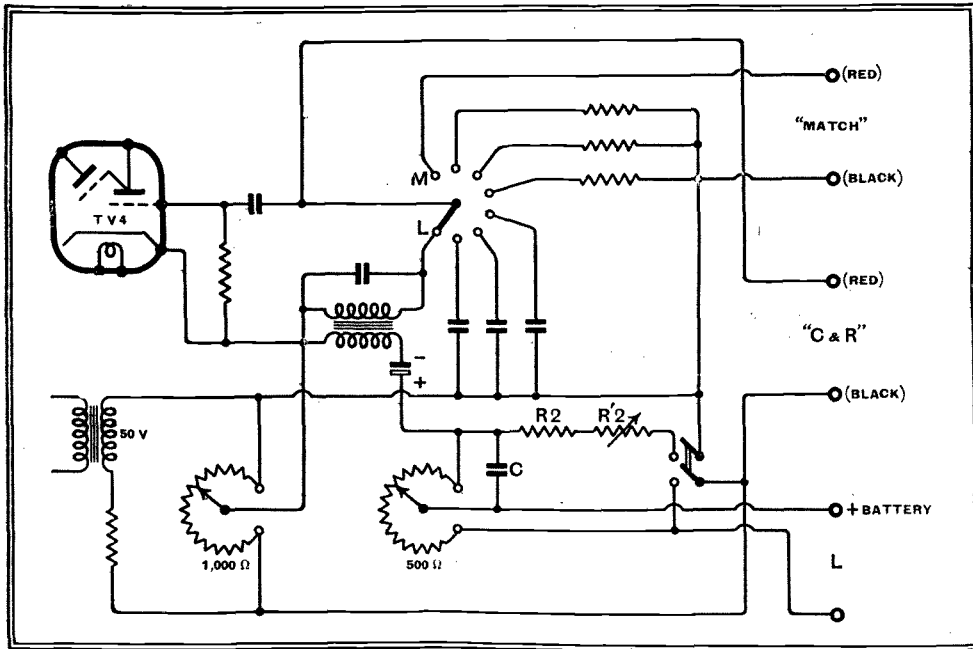 (RED)
"MATCH"
M
(BLACK)
TV4
L
(RED)
"C & R"
-
+
(BLACK)
R2
R'2
50 V
C
+ BATTERY
1,000 Ω
500 Ω
L